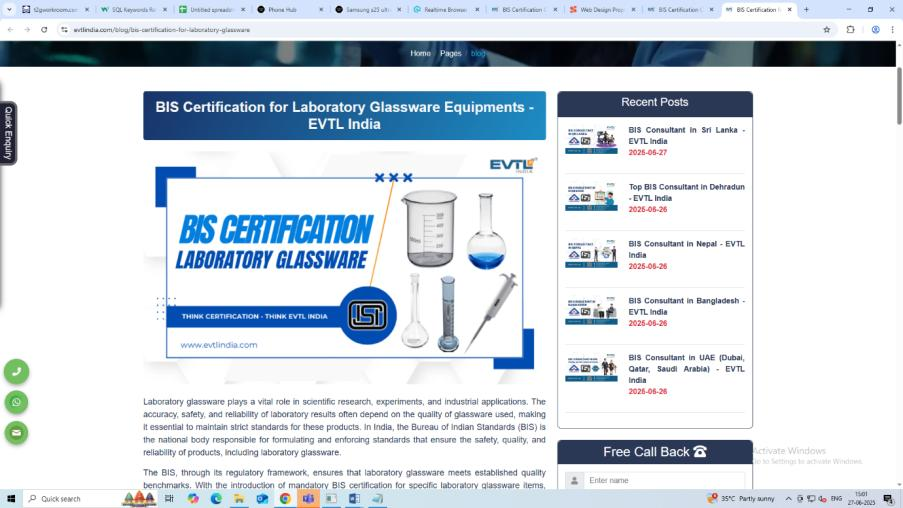 t2gworkroom.com/
SQL Keywords Re
Untitled spreads
Phone Hub
Samsung s25 ultr
Realtime Browser
BIS Certification
Web Design Prop
BIS Certification
BIS Certification
evtlindia.com/blog/bis-certification-for-laboratory-glassware
Home Pages / blog
Quick Enquiry
BIS Certification for Laboratory Glassware Equipments -
EVTL India
EVTL
BIS CERTIFICATION
LABORATORY GLASSWARE
THINK CERTIFICATION - THINK EVTL INDIA
ISI
www.evtlindia.com
Laboratory glassware plays a vital role in scientific research, experiments, and industrial applications. The
accuracy, safety, and reliability of laboratory results often depend on the quality of glassware used, making
it essential to maintain strict standards for these products. In India, the Bureau of Indian Standards (BIS) is
the national body responsible for formulating and enforcing standards that ensure the safety, quality, and
reliability of products, including laboratory glassware.
The BIS, through its regulatory framework, ensures that laboratory glassware meets established quality
benchmarks. With the introduction of mandatory BIS certification for specific laboratory glassware items,
Recent Posts
BIS Consultant in Sri Lanka -
EVTL India
2025-06-27
Top BIS Consultant in Dehradun
- EVTL India
2025-06-26
BIS Consultant in Nepal - EVTL
India
2025-06-26
BIS Consultant in Bangladesh -
EVTL India
2025-06-26
BIS Consultant in UAE (Dubai,
Qatar, Saudi Arabia) - EVTL
India
2025-06-26
Free Call Back
Enter name
Activate Windows
Go to Settings to activate Windows.
Quick search
35°C Partly sunny
ENG
15:01
27-06-2025